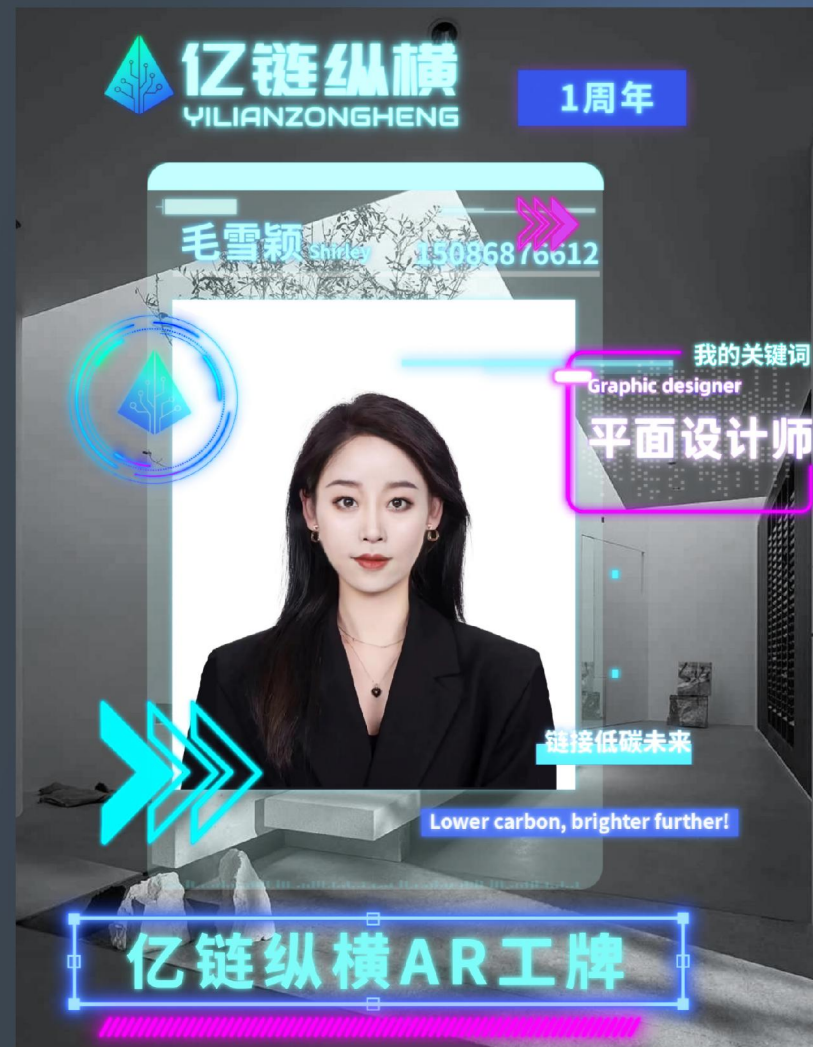 亿链纵横
YILIANZONGHENG
1周年
毛雪颖 Shirley 15086876612
我的关键词
Graphic designer
平面设计师
链接低碳未来
Lower carbon, brighter further!
亿链纵横AR工牌